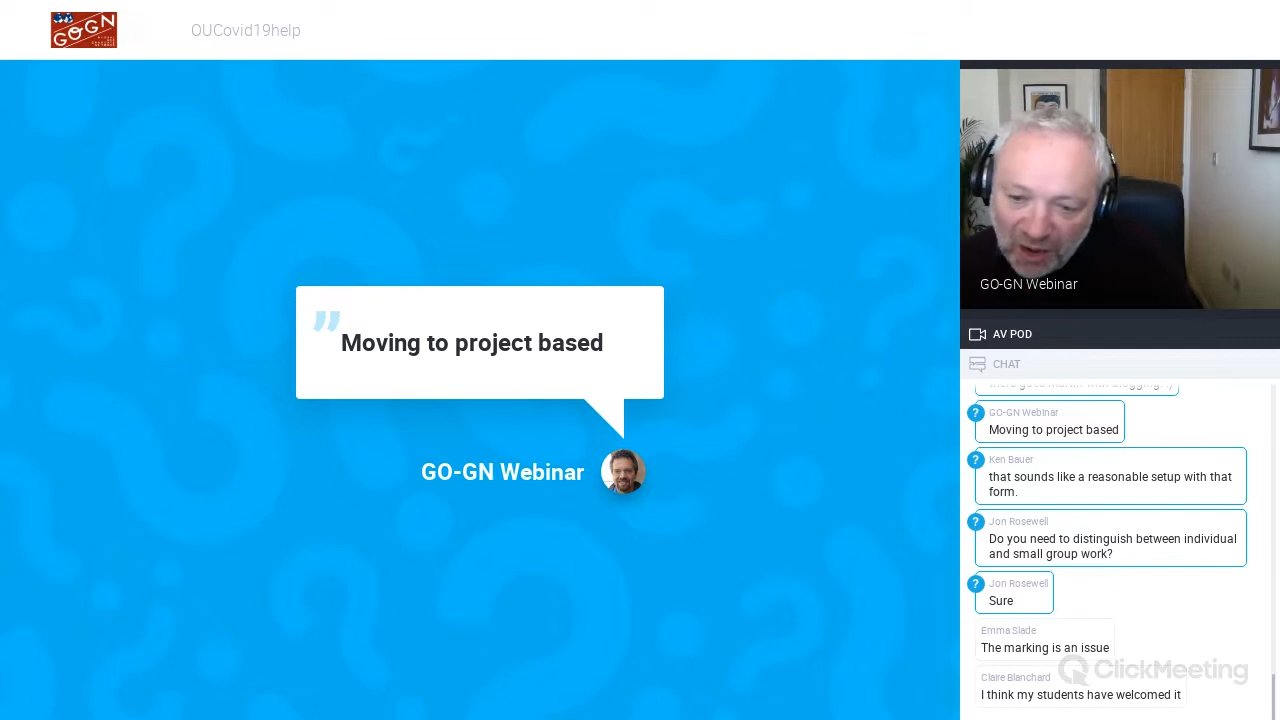 GO-GN
OUCovid19help
Moving to project based
GO-GN Webinar
GO-GN Webinar
AV POD
CHAT
GO-GN Webinar
Moving to project based
Ken Bauer
that sounds like a reasonable setup with that
form.
Jon Rosewell
Do you need to distinguish between individual
and small group work?
Jon Rosewell
Sure
Emma Slade
The marking is an issue
Claire Blanchard
I think my students have welcomed it
ClickMeeting